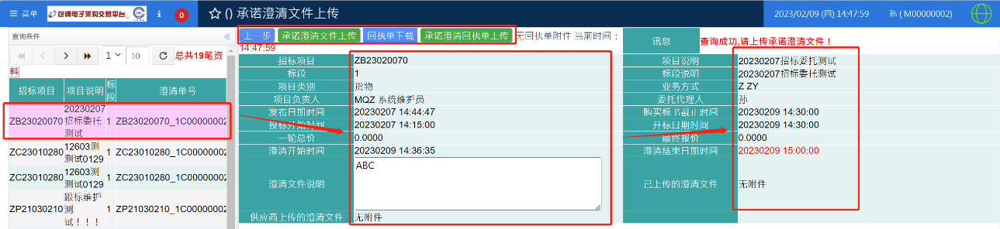 菜单 包钢电子采购交易平台 0 () 承诺澄清文件上传 2023/02/09 (四) 14:47:59 孙 ( M00000002)
查询条件
1 10 总共19笔资料
招标项目 项目说明 标段 澄清单号
ZB23020070 20230207招标委托测试 1 ZB23020070_1C00000002
ZC23010280 12603测测试0129 1 ZC23010280_1C00000002
ZC23010280 12603测测试0129 1 ZC23010280_1C00000002
ZP21030210 跟标维护测试！！！ 1 ZP21030210_1C00000002
上一步 承诺澄清文件上传 回执单下载 承诺澄清回执单上传 无回执单附件 当前时间：
14:47:59
招标项目 ZB23020070
标段 1
项目类别 货物
项目负责人 MQZ 系统维护员
发布日期时间 20230207 14:44:47
投标开始时间 20230207 14:15:00
一轮总价 0.0000
澄清开始时间 20230209 14:36:35
澄清文件说明 ABC
供应商上传的澄清文件 无附件
讯息 查询成功,请上传承诺澄清文件！
项目说明 20230207招标委托测试
标段说明 20230207招标委托测试
业务方式 Z ZY
委托代理人 孙
购买标书截止时间 20230209 14:30:00
开标日期时间 20230209 14:30:00
最终报价 0.0000
澄清结束日期时间 20230209 15:00:00
已上传的澄清文件 无附件